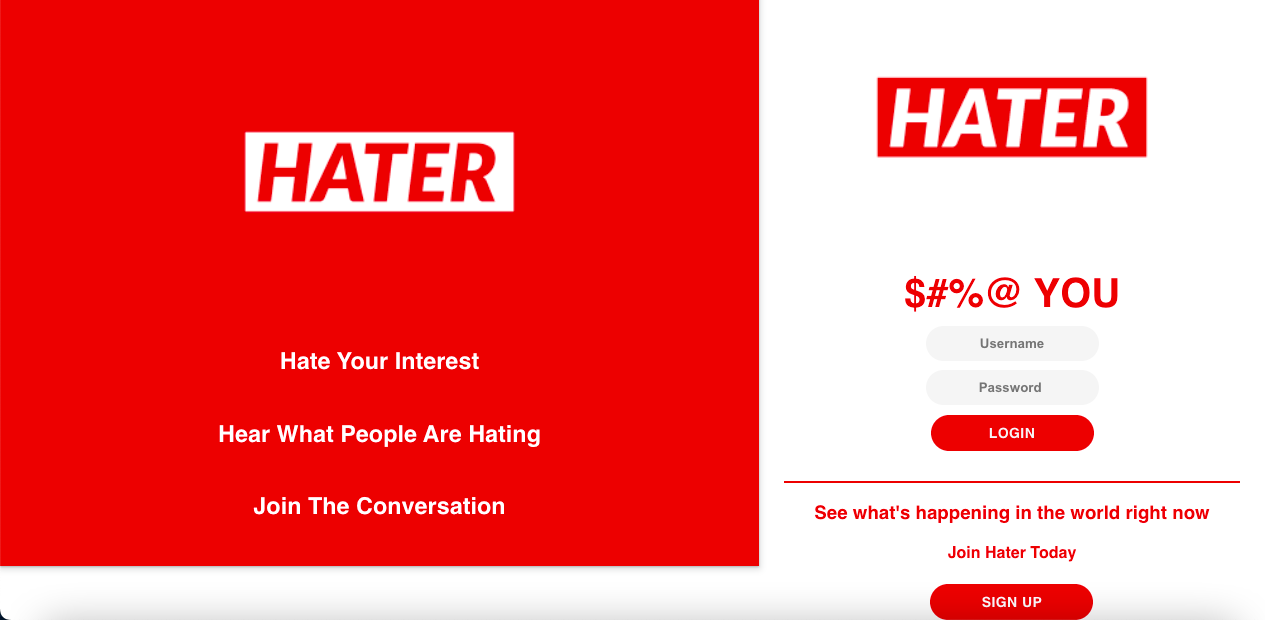 HATER
Hate Your Interest
Hear What People Are Hating
Join The Conversation
HATER
$#%@ YOU
Username
Password
LOGIN
See what's happening in the world right now
Join Hater Today
SIGN UP